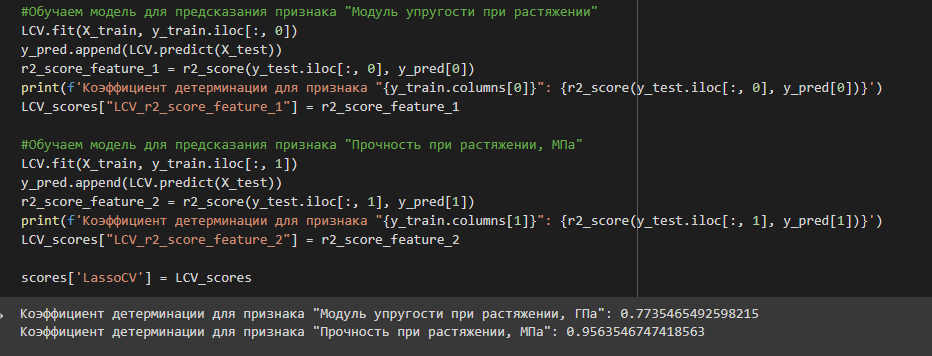 #Обучаем модель для предсказания признака "Модуль упругости при растяжении"
LCV.fit(X_train, y_train.iloc[:, 0])
y_pred.append(LCV.predict(X_test))
r2_score_feature_1 = r2_score(y_test.iloc[:, 0], y_pred[0])
print(f'Коэффициент детерминации для признака "{y_train.columns[0]}": {r2_score(y_test.iloc[:, 0], y_pred[0])}')
LCV_scores["LCV_r2_score_feature_1"] = r2_score_feature_1
#Обучаем модель для предсказания признака "Прочность при растяжении, МПа"
LCV.fit(X_train, y_train.iloc[:, 1])
y_pred.append(LCV.predict(X_test))
r2_score_feature_2 = r2_score(y_test.iloc[:, 1], y_pred[1])
print(f'Коэффициент детерминации для признака "{y_train.columns[1]}": {r2_score(y_test.iloc[:, 1], y_pred[1])}')
LCV_scores["LCV_r2_score_feature_2"] = r2_score_feature_2
scores['LassoCV'] = LCV_scores
Коэффициент детерминации для признака "Модуль упругости при растяжении, ГПа": 0.7735465492598215
Коэффициент детерминации для признака "Прочность при растяжении, МПа": 0.9563546747418563